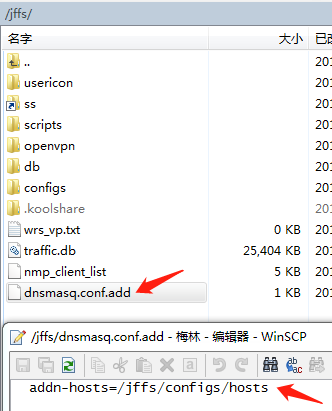 /jffs/
名字 大小 已改
.. 201
usericon 201
ss 201
scripts 201
openvpn 201
db 201
configs 201
.koolshare 201
wrs_vp.txt 0 KB 201
traffic.db 25,404 KB 201
nmp_client_list 5 KB 201
dnsmasq.conf.add 1 KB 201
/jffs/dnsmasq.conf.add - 梅林 - 编辑器 - WinSCP
addn-hosts=/jffs/configs/hosts